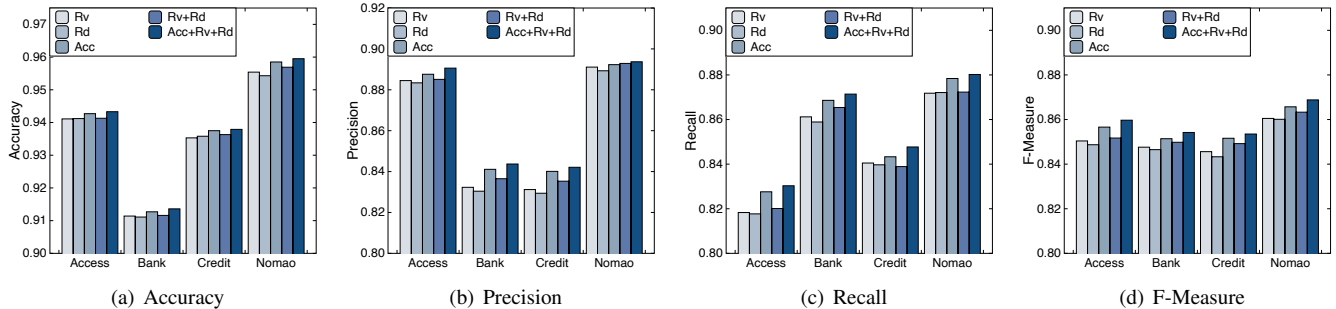 0.97
0.96
0.95
0.94
0.93
0.92
0.91
0.90
Accuracy
Rv
Rd
Acc
Rv+Rd
Acc+Rv+Rd
Access
Bank
Credit
Nomao
(a) Accuracy
0.92
0.90
0.88
0.86
0.84
0.82
0.80
Precision
Rv
Rd
Acc
Rv+Rd
Acc+Rv+Rd
Access
Bank
Credit
Nomao
(b) Precision
0.90
0.88
0.86
0.84
0.82
0.80
Recall
Rv
Rd
Acc
Rv+Rd
Acc+Rv+Rd
Access
Bank
Credit
Nomao
(c) Recall
0.90
0.88
0.86
0.84
0.82
0.80
F-Measure
Rv
Rd
Acc
Rv+Rd
Acc+Rv+Rd
Access
Bank
Credit
Nomao
(d) F-Measure